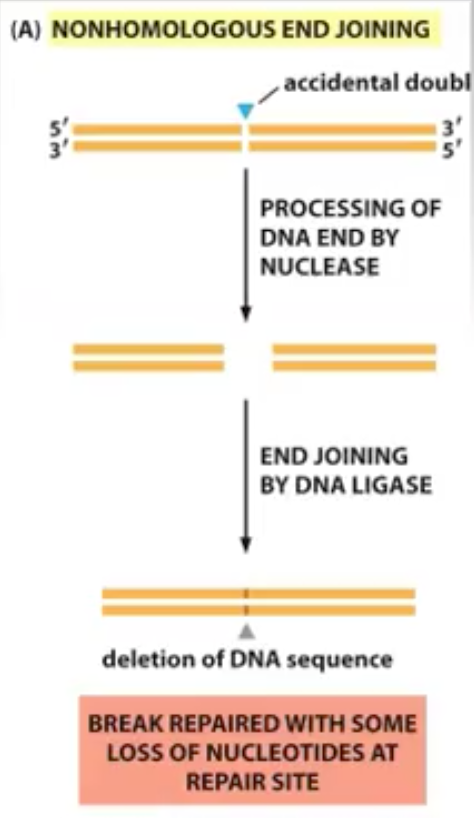 (A) NONHOMOLOGOUS END JOINING
accidental doubl
5′ 3′
3′ 5′
PROCESSING OF
DNA END BY
NUCLEASE
END JOINING
BY DNA LIGASE
deletion of DNA sequence
BREAK REPAIRED WITH SOME
LOSS OF NUCLEOTIDES AT
REPAIR SITE